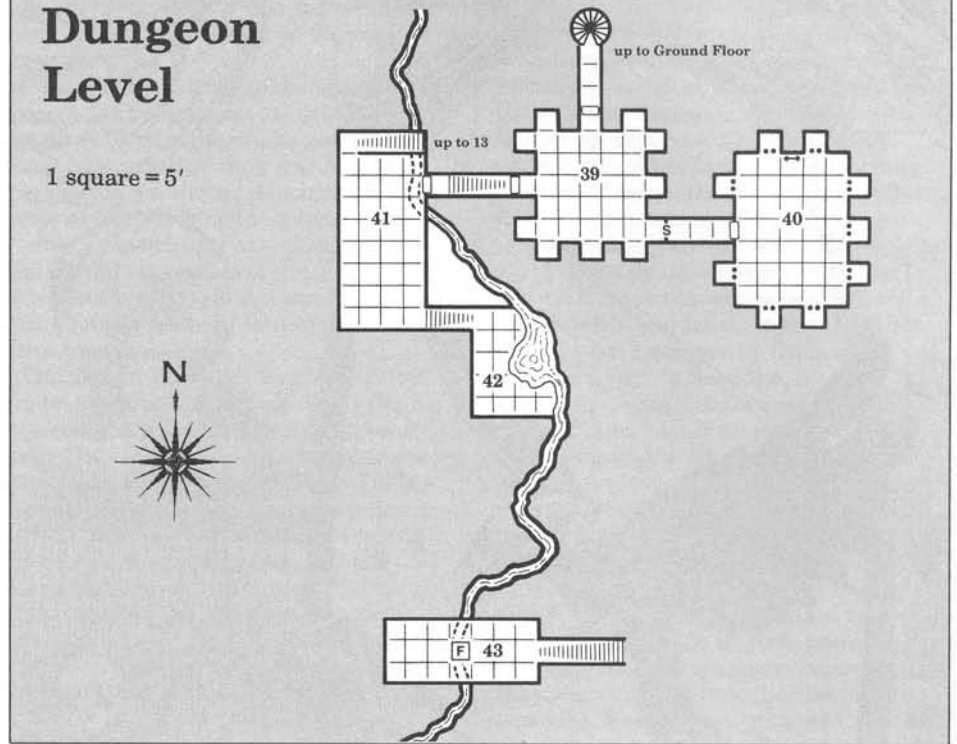 Dungeon
Level
1 square = 5'
up to Ground Floor
up to 13
39
40
41
S
42
N
F
43